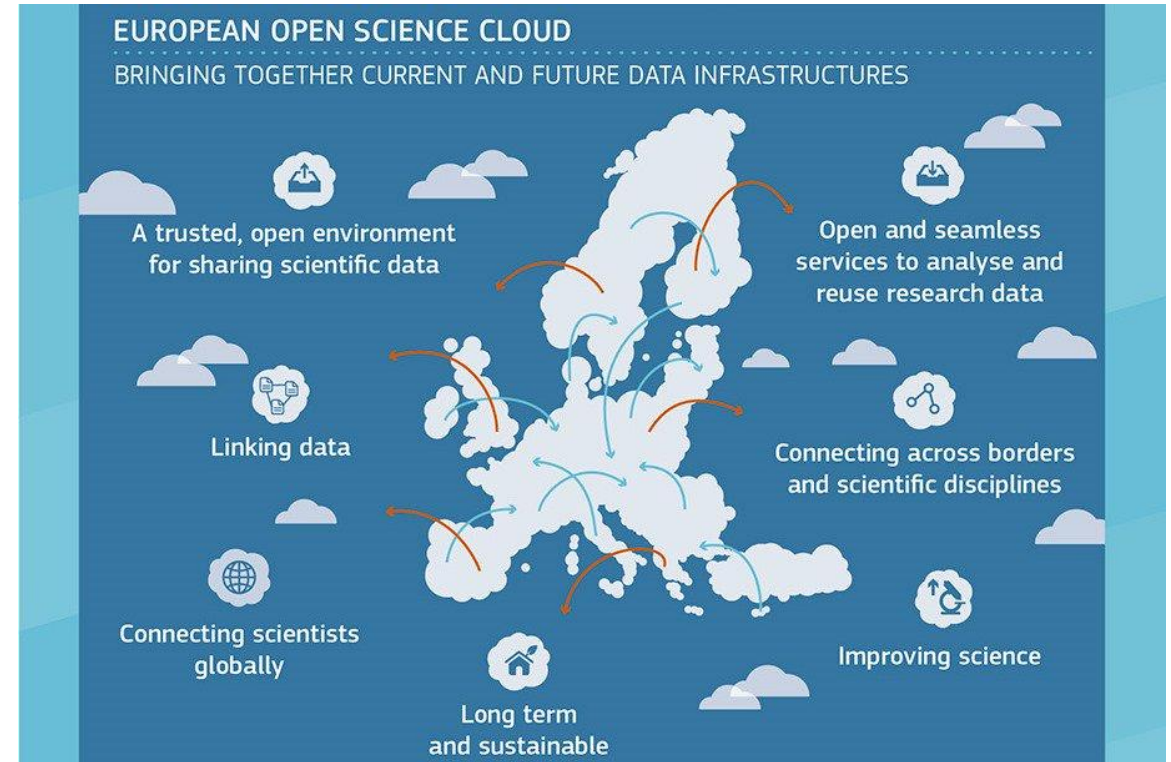 EUROPEAN OPEN SCIENCE CLOUD
BRINGING TOGETHER CURRENT AND FUTURE DATA INFRASTRUCTURES
A trusted, open environment
for sharing scientific data
Open and seamless
services to analyse and
reuse research data
Linking data
Connecting across borders
and scientific disciplines
Connecting scientists
globally
Improving science
Long term
and sustainable